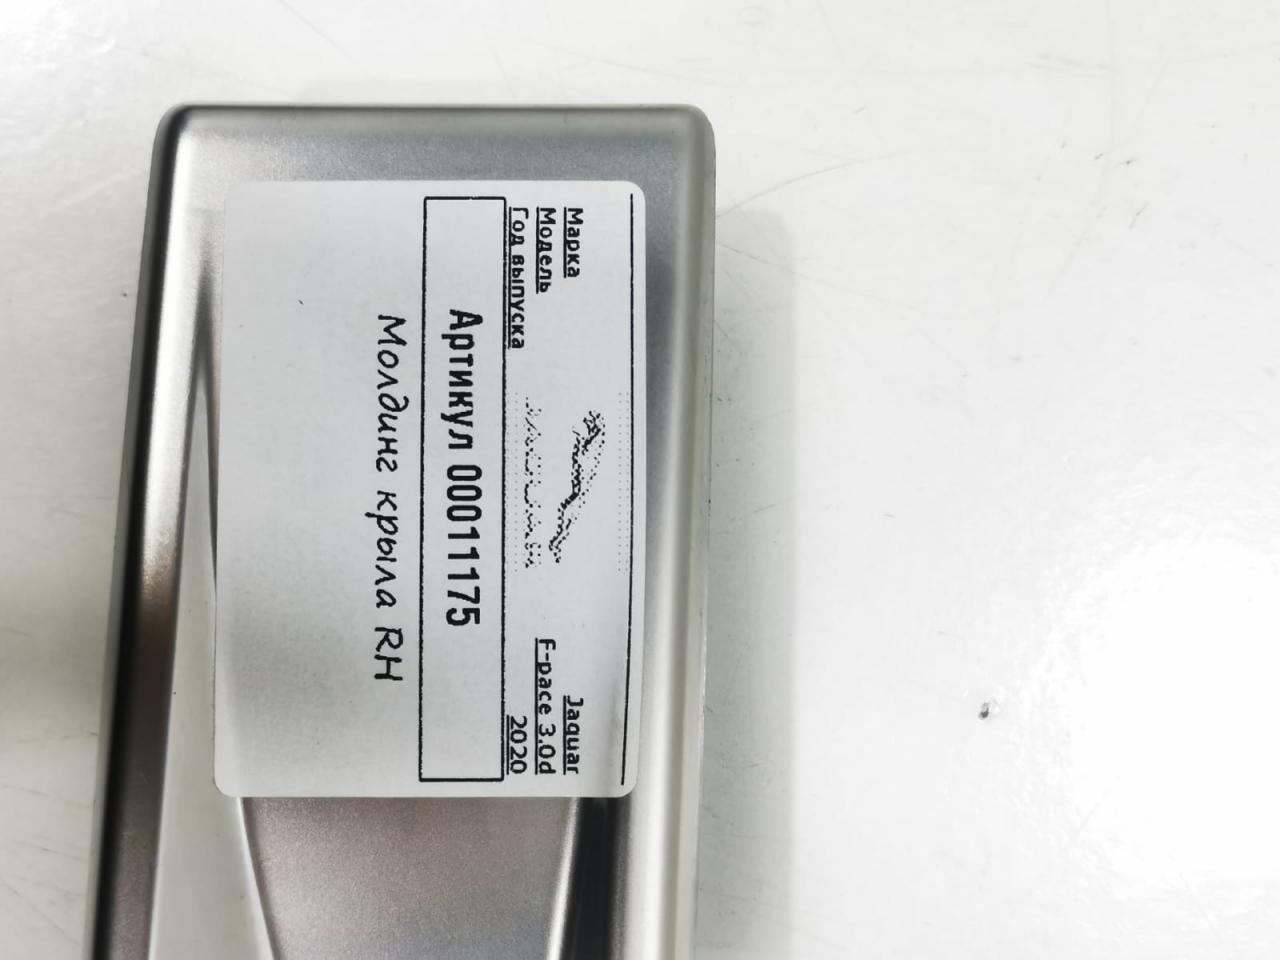 Марка Jaguar
Модель F-pace 3.0d
Год выпуска 2020
Артикул 00011175
Молдинг крыла RH